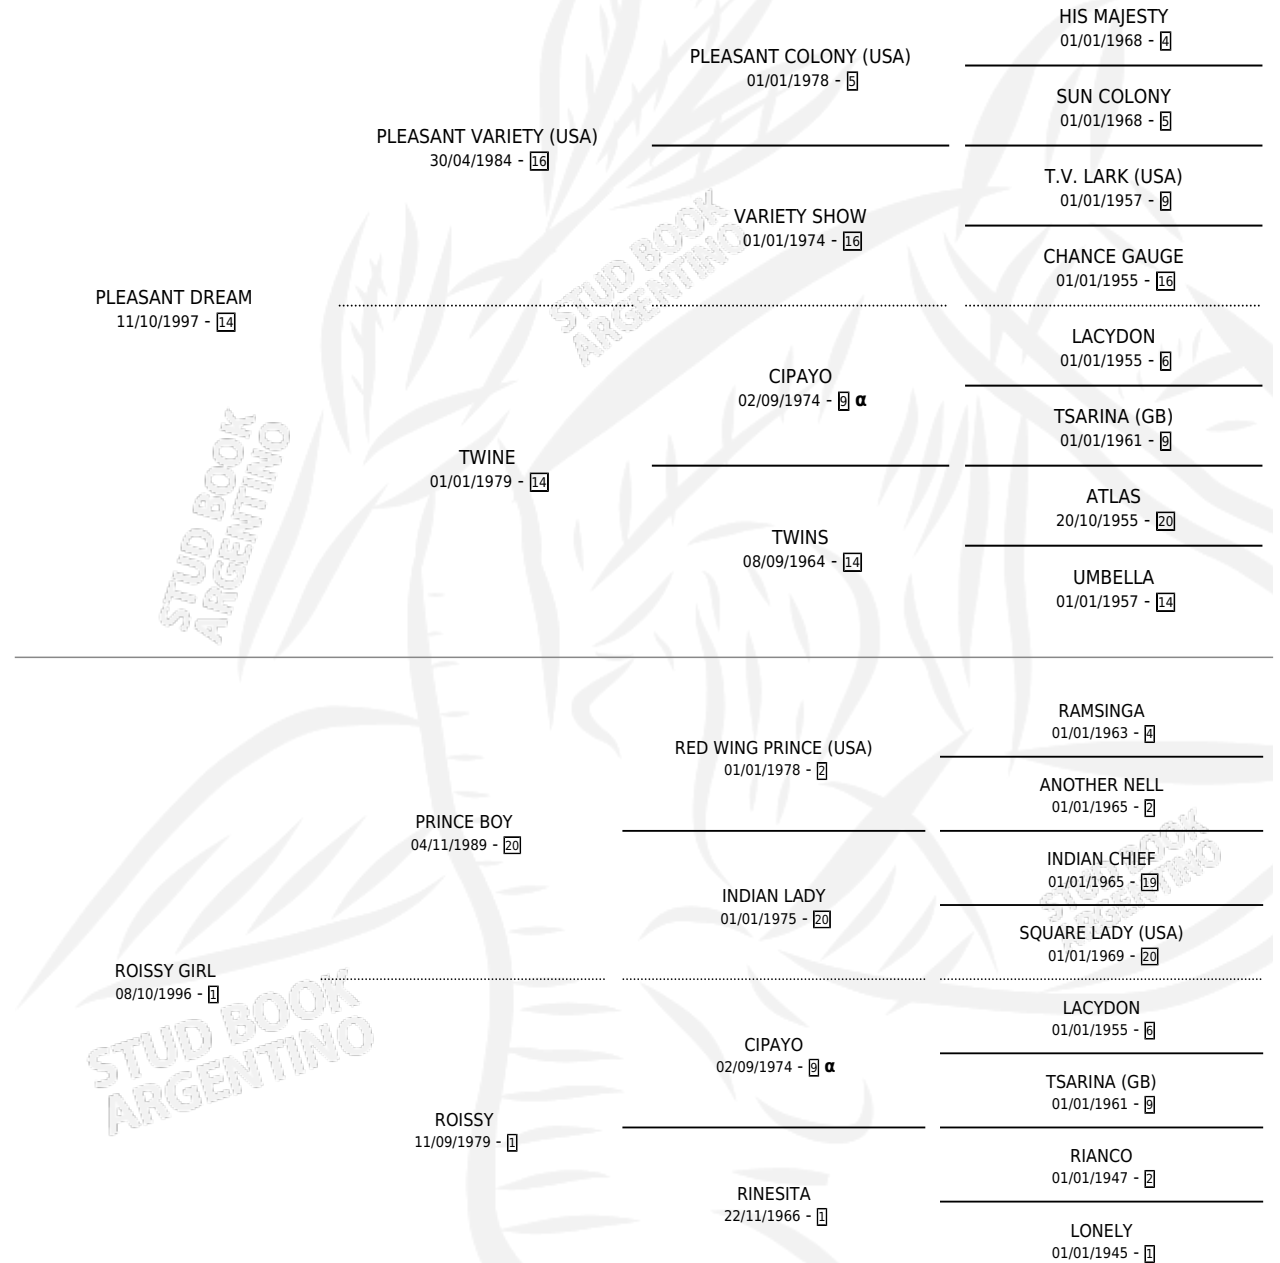 HIS MAJESTY
01/01/1968 - 4
PLEASANT COLONY (USA)
01/01/1978 - 5
SUN COLONY
01/01/1968 - 5
PLEASANT VARIETY (USA)
30/04/1984 - 16
T.V. LARK (USA)
01/01/1957 - 9
VARIETY SHOW
01/01/1974 - 16
CHANCE GAUGE
01/01/1955 - 16
PLEASANT DREAM
11/10/1997 - 14
LACYDON
01/01/1955 - 6
CIPAYO
02/09/1974 - 9 α
TSARINA (GB)
01/01/1961 - 9
TWINE
01/01/1979 - 14
ATLAS
20/10/1955 - 20
TWINS
08/09/1964 - 14
UMBELLA
01/01/1957 - 14
RAMSINGA
01/01/1963 - 4
RED WING PRINCE (USA)
01/01/1978 - 2
ANOTHER NELL
01/01/1965 - 2
PRINCE BOY
04/11/1989 - 20
INDIAN CHIEF
01/01/1965 - 19
INDIAN LADY
01/01/1975 - 20
SQUARE LADY (USA)
01/01/1969 - 20
ROISSY GIRL
08/10/1996 - 1
LACYDON
01/01/1955 - 6
CIPAYO
02/09/1974 - 9 α
TSARINA (GB)
01/01/1961 - 9
ROISSY
11/09/1979 - 1
RIANCO
01/01/1947 - 2
RINESITA
22/11/1966 - 1
LONELY
01/01/1945 - 1
STUD BOOK
ARGENTINO
STUD BOOK
ARGENTINO
STUD BOOK
ARGENTINO
STUD BOOK
ARGENTINO